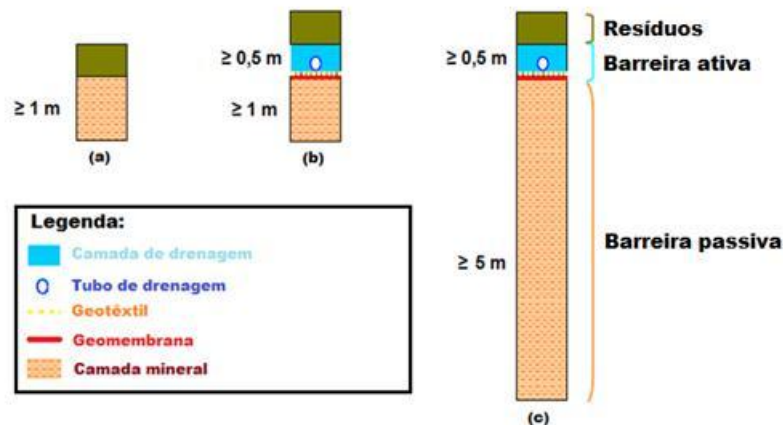 ≥ 1 m
(a)
≥ 0,5 m
≥ 1 m
(b)
≥ 0,5 m
≥ 5 m
(c)
Resíduos
Barreira ativa
Barreira passiva
Legenda:
Camada de drenagem
Tubo de drenagem
Geotêxtil
Geomembrana
Camada mineral